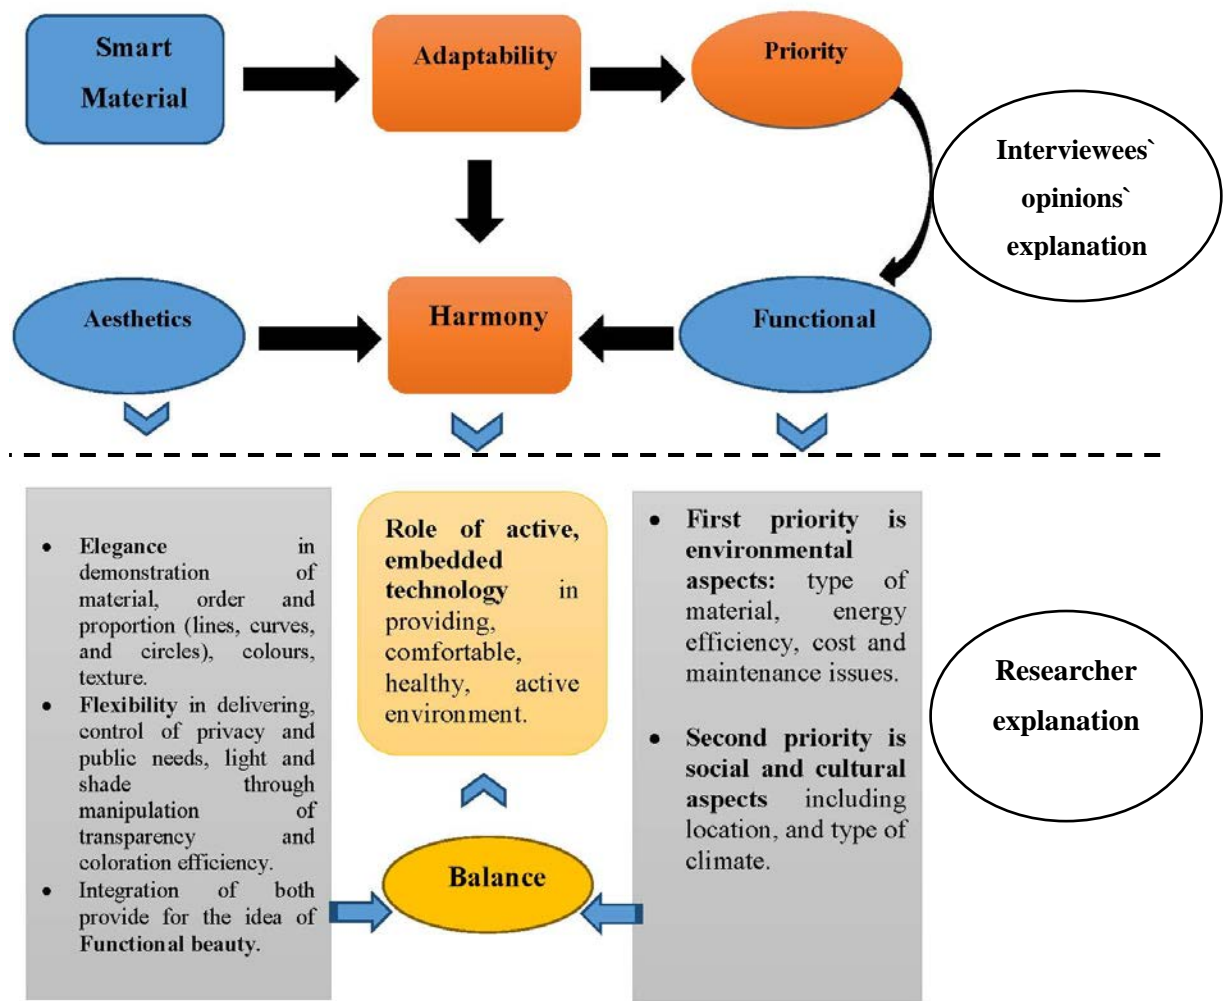 Smart
Material
Adaptability
Priority
Interviewees`
opinions`
explanation
Aesthetics
Harmony
Functional
• Elegance in
demonstration of
material, order and
proportion (lines, curves,
and circles), colours,
texture.
• Flexibility in delivering,
control of privacy and
public needs, light and
shade through
manipulation of
transparency and
coloration efficiency.
• Integration of both
provide for the idea of
Functional beauty.
Role of active,
embedded
technology in
providing,
comfortable,
healthy, active
environment.
Balance
• First priority is
environmental
aspects: type of
material, energy
efficiency, cost and
maintenance issues.
• Second priority is
social and cultural
aspects including
location, and type of
climate.
Researcher
explanation